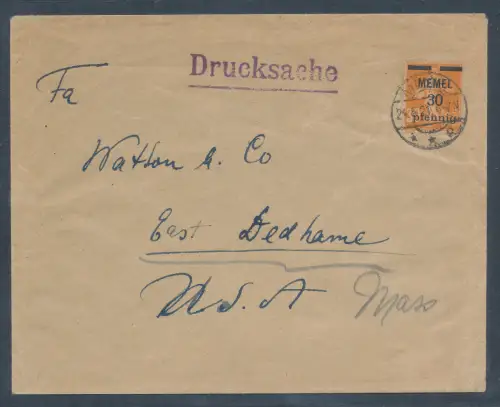 Drucksache
MEMEL
30
pfennig
Fa
Watson & Co
East Dedhame
U.S.A Mass